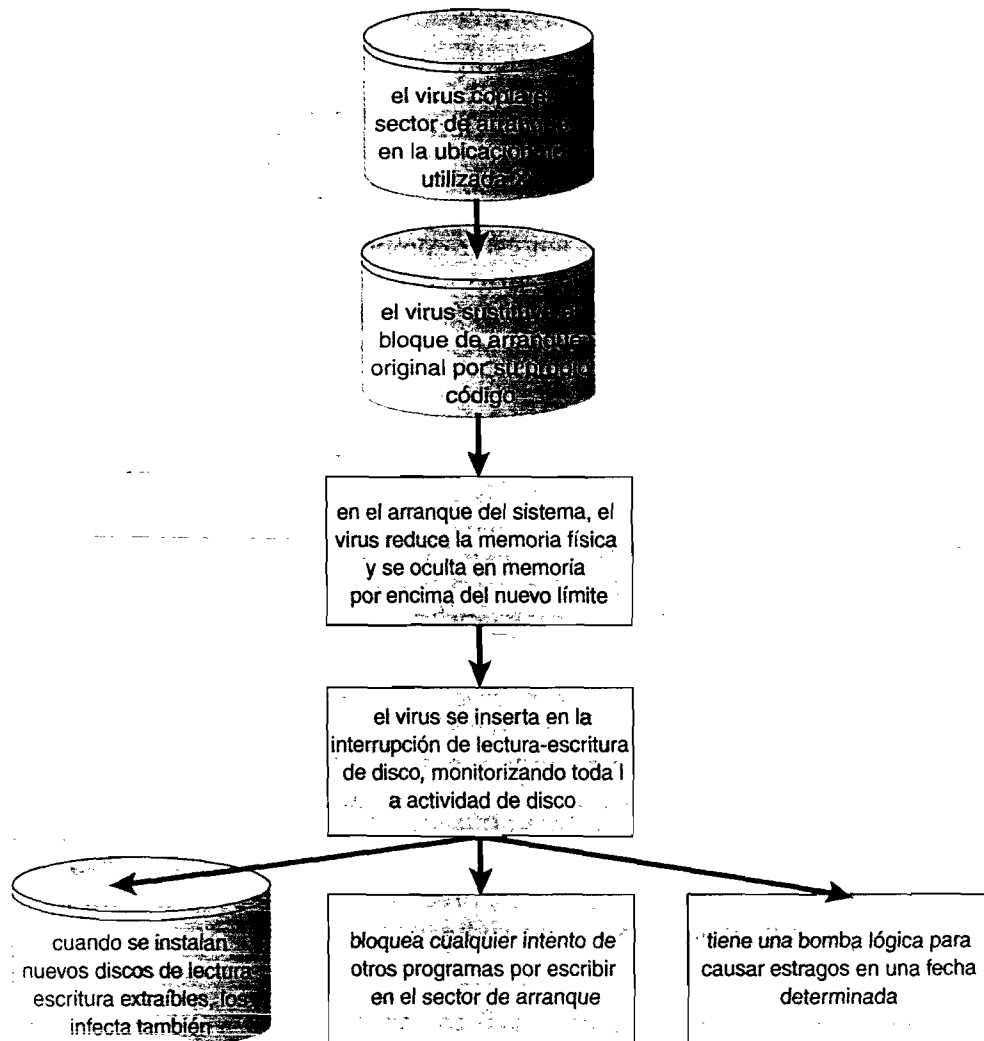 el virus copia el
sector de arranque
en la ubicación no
utilizada X
el virus sustituye el
bloque de arranque
original por su propio
código
en el arranque del sistema, el
virus reduce la memoria física
y se oculta en memoria
por encima del nuevo límite
el virus se inserta en la
interrupción de lectura-escritura
de disco, monitorizando toda l
a actividad de disco
cuando se instalan
nuevos discos de lectura
escritura extraíbles, los
infecta también
bloquea cualquier intento de
otros programas por escribir
en el sector de arranque
tiene una bomba lógica para
causar estragos en una fecha
determinada